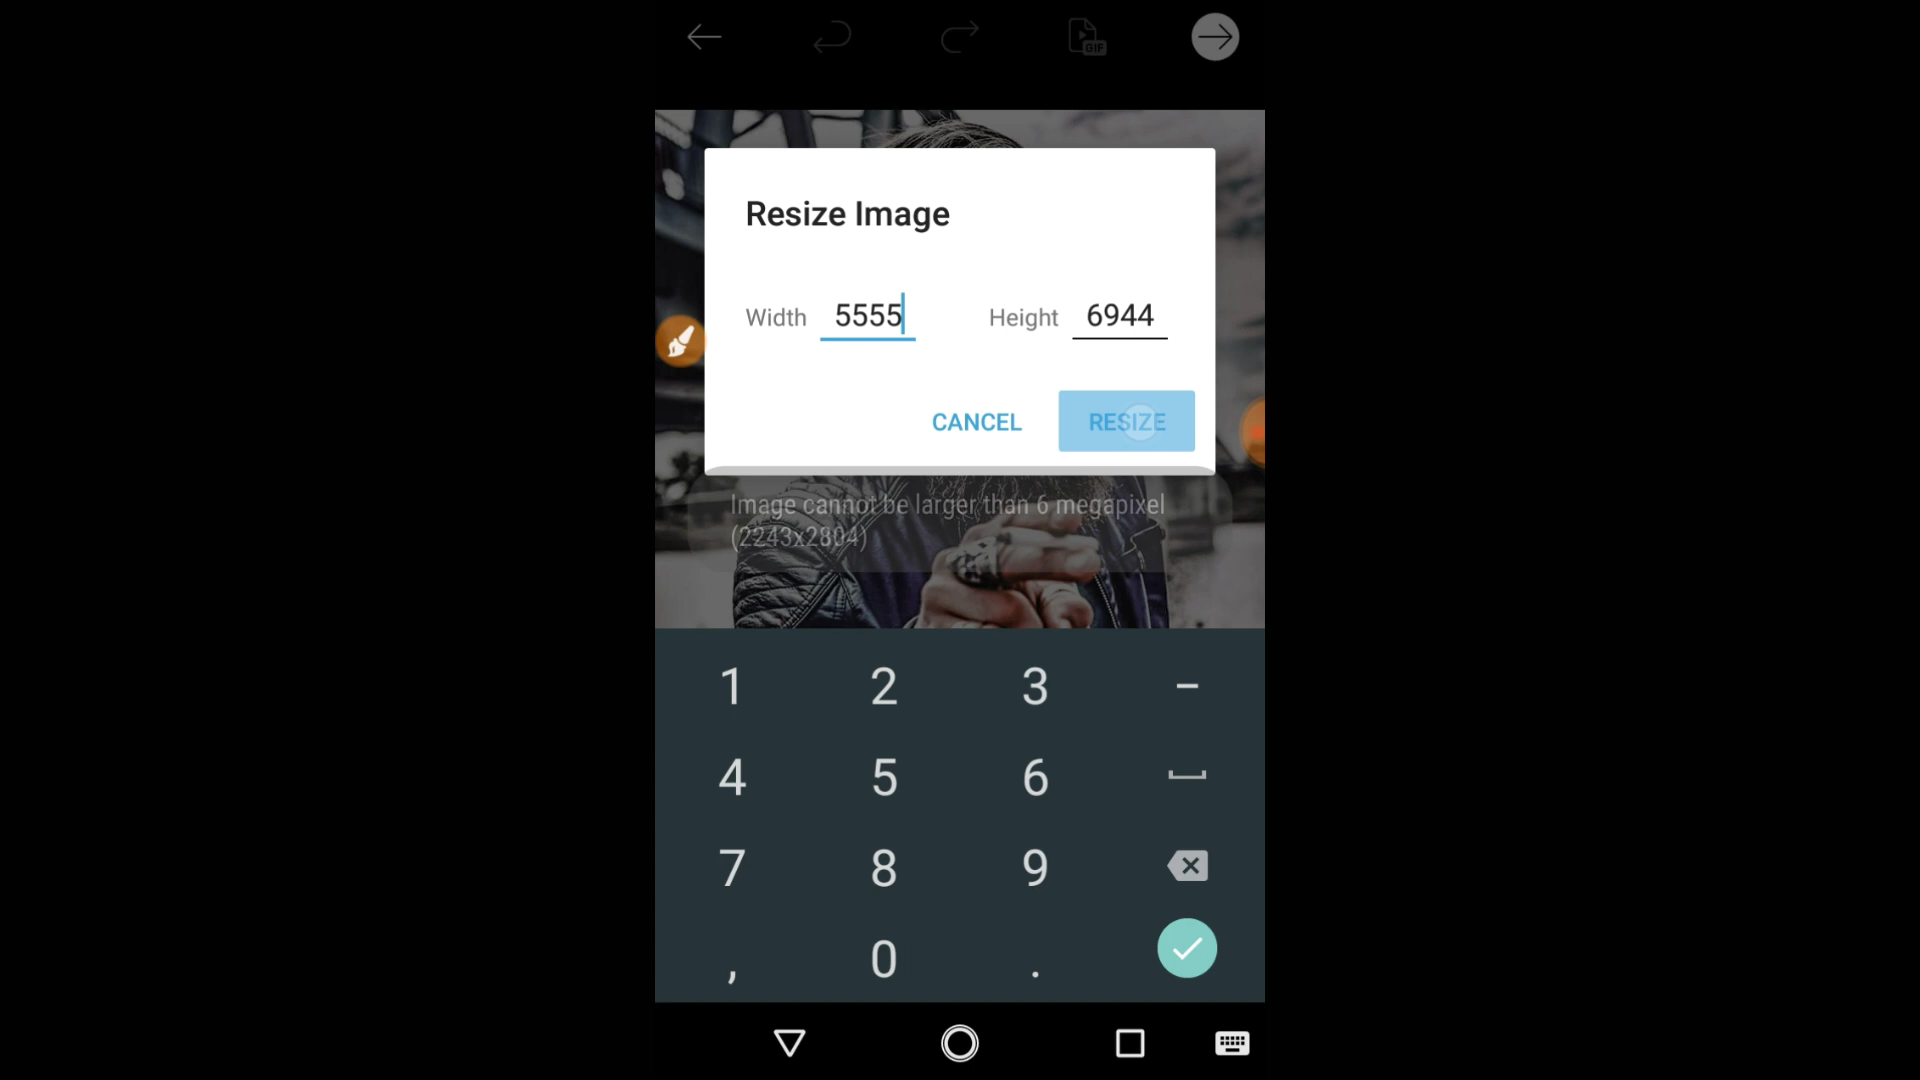 GIF
Resize Image
Width 5555 Height 6944
CANCEL RESIZE
Image cannot be larger than 6 megapixel
(2243x2804)
1 2 3 -
4 5 6
7 8 9
, 0 .